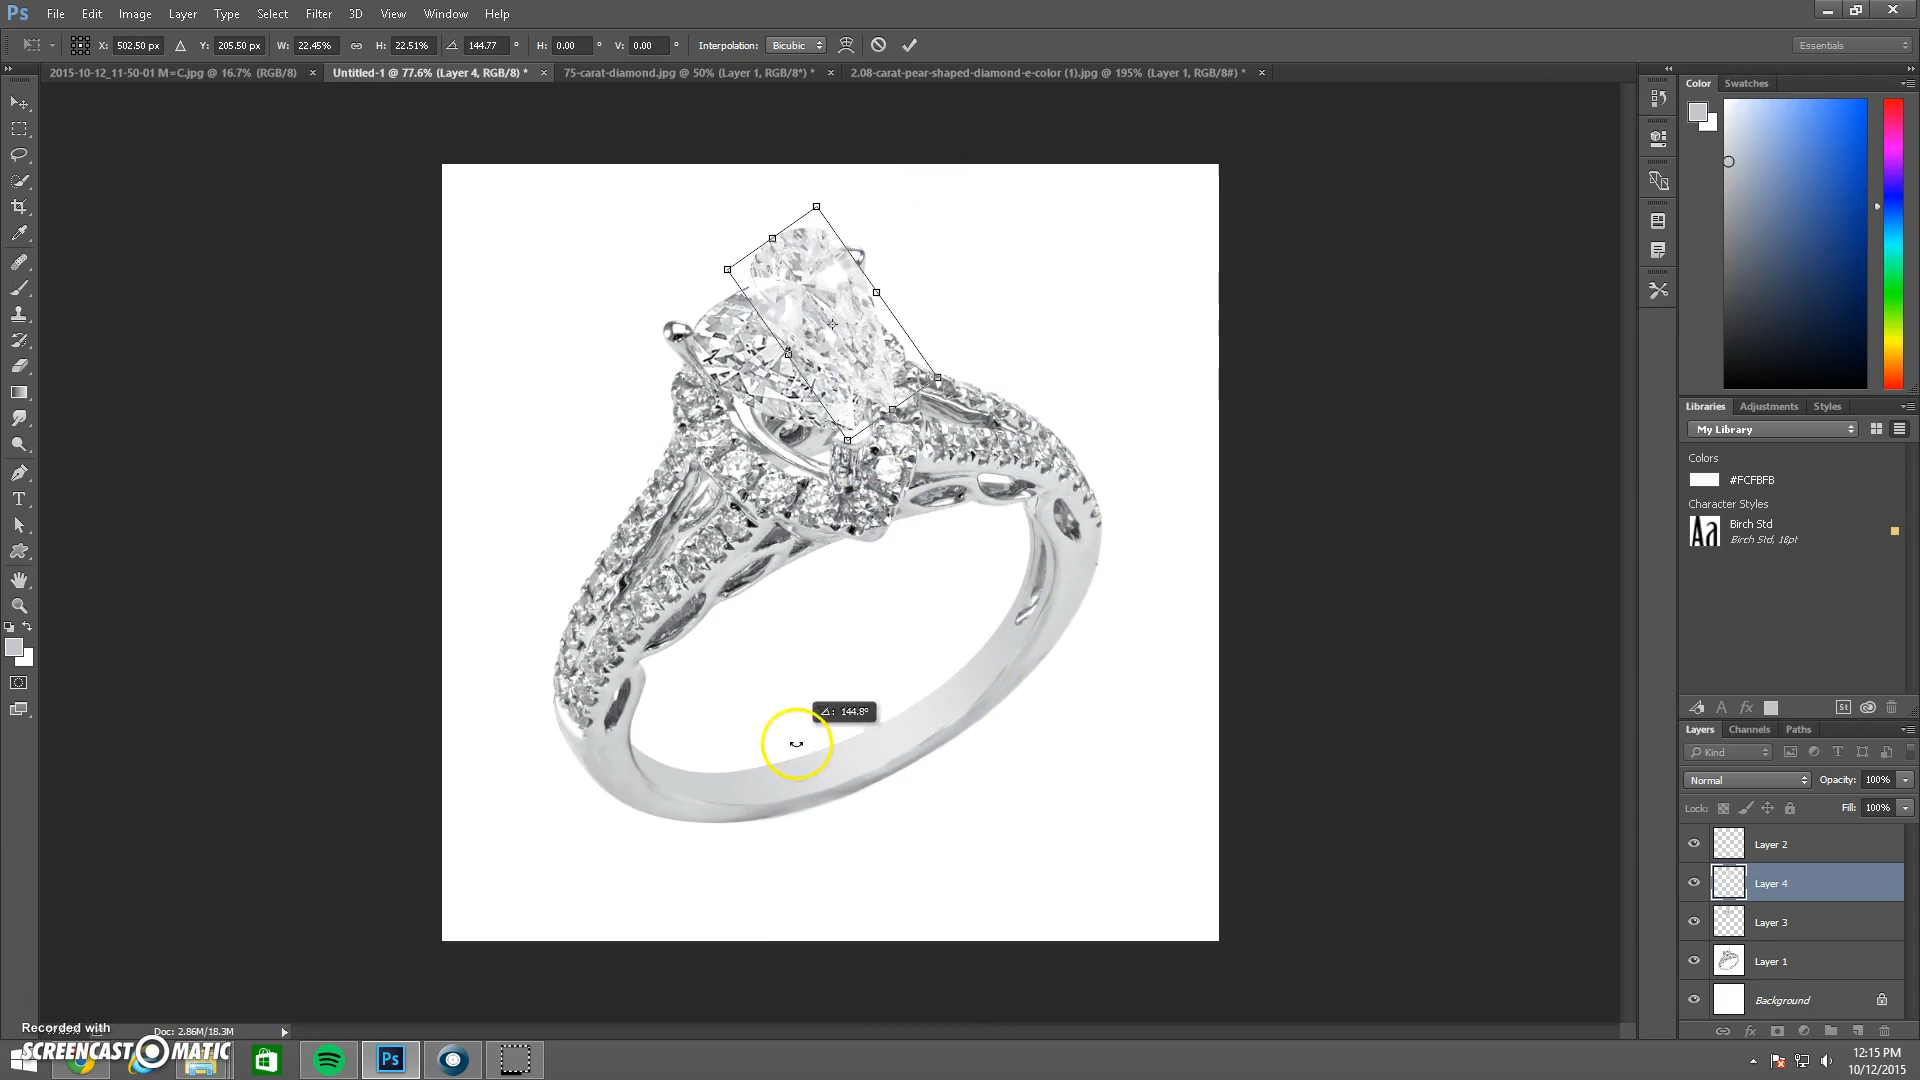 Ps File Edit Image Layer Type Select Filter 3D View Window Help
X: 502.50 px Y: 205.50 px W: 22.45% H: 22.51% 144.77 ° H: 0.00 ° V: 0.00 ° Interpolation: Bicubic Essentials
2015-10-12_11-50-01 M=C.jpg @ 16.7% (RGB/8) × Untitled-1 @ 77.6% (Layer 4, RGB/8) * × 75-carat-diamond.jpg @ 50% (Layer 1, RGB/8*) * × 2.08-carat-pear-shaped-diamond-e-color (1).jpg @ 195% (Layer 1, RGB/8#) * ×
Color Swatches
Libraries Adjustments Styles
My Library
Colors
#FCFBFB
Character Styles
Aa Birch Std
Birch Std, 18pt
T
144.8°
A fx St
Layers Channels Paths
Kind T
Normal Opacity: 100%
Lock: Fill: 100%
Layer 2
Layer 4
Layer 3
Layer 1
Background
fx
Recorded with
SCREENCAST MATIC
Doc: 2.86M/18.3M
Ps
12:15 PM
10/12/2015